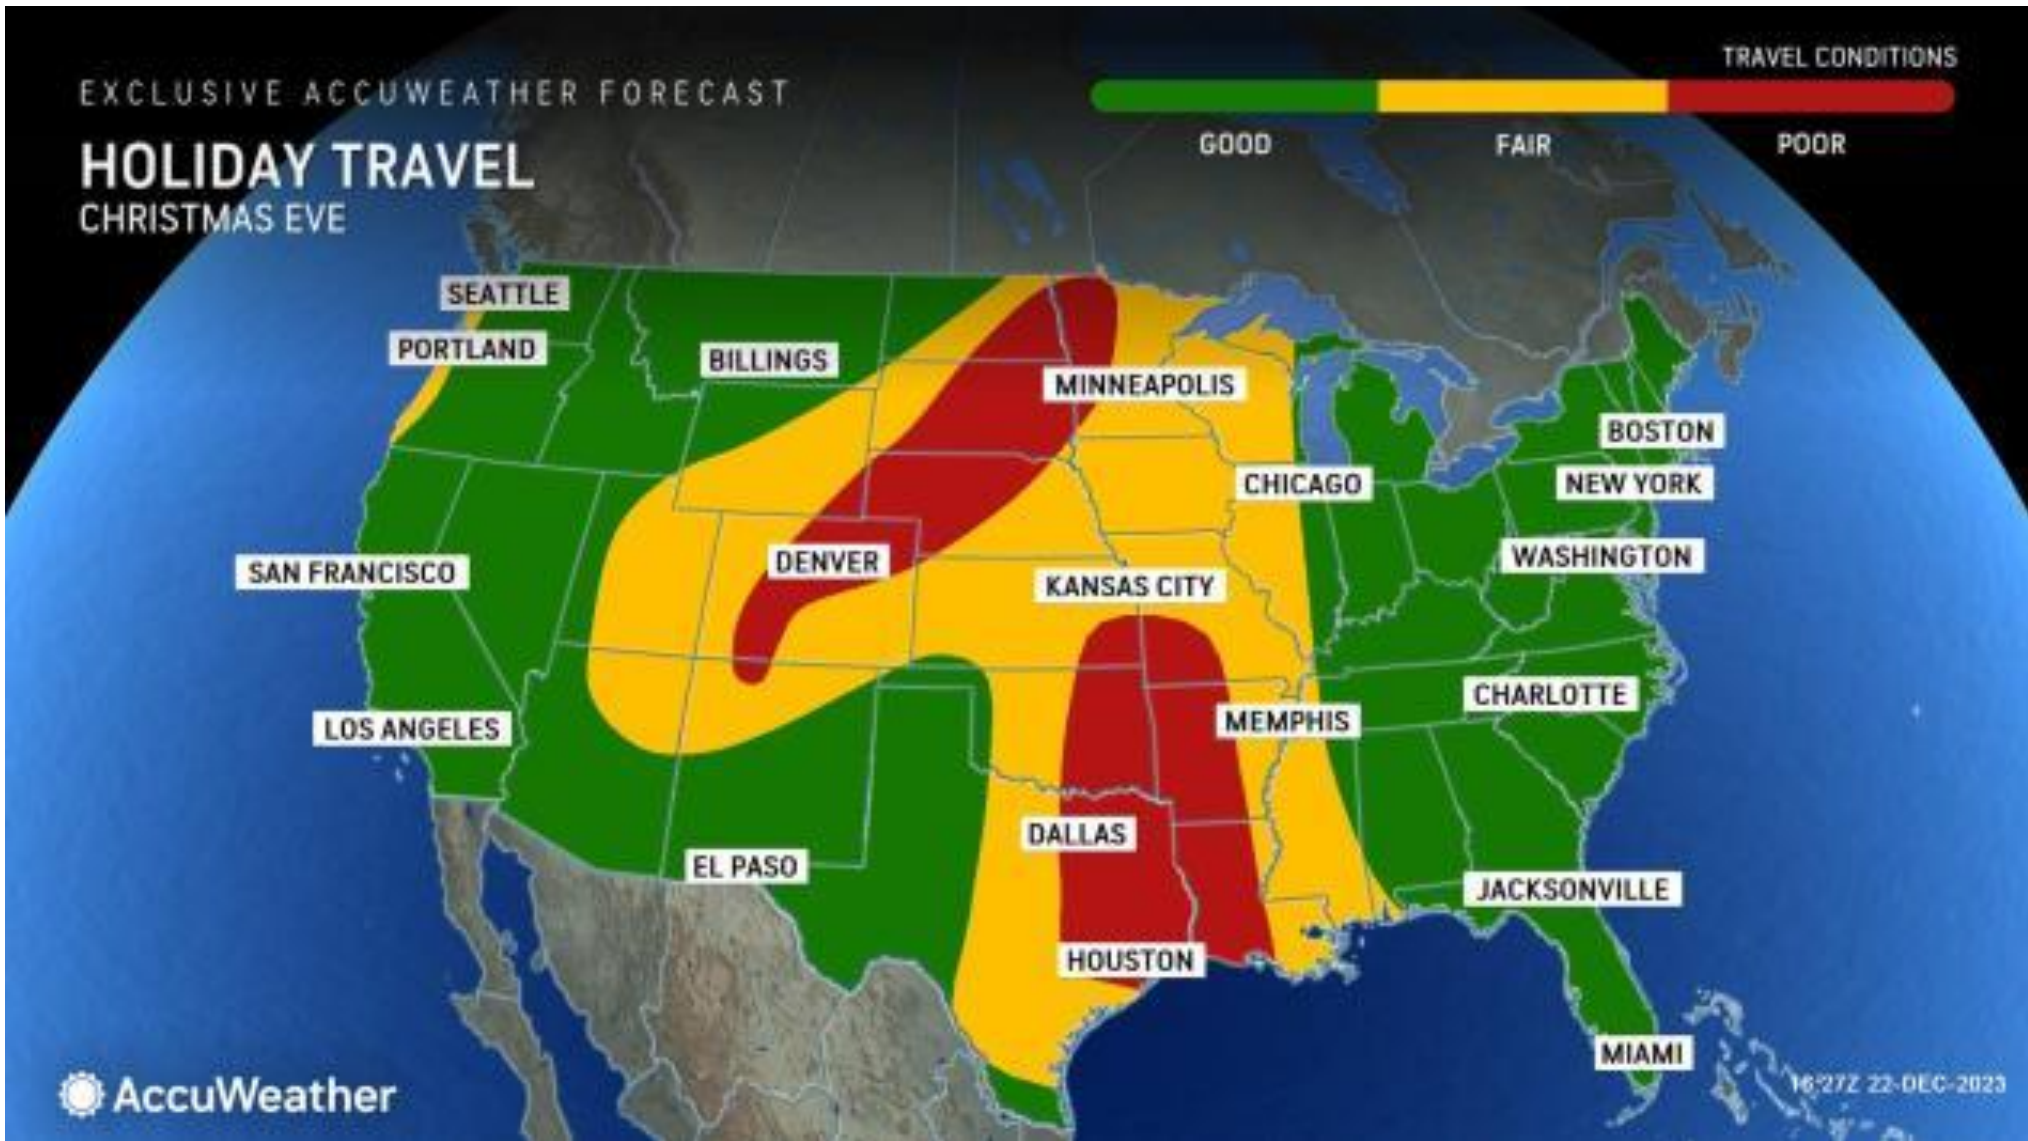 EXCLUSIVE ACCUWEATHER FORECAST
HOLIDAY TRAVEL
CHRISTMAS EVE
TRAVEL CONDITIONS
GOOD
FAIR
POOR
SEATTLE
PORTLAND
BILLINGS
MINNEAPOLIS
BOSTON
CHICAGO
NEW YORK
SAN FRANCISCO
DENVER
KANSAS CITY
WASHINGTON
LOS ANGELES
MEMPHIS
CHARLOTTE
EL PASO
DALLAS
JACKSONVILLE
HOUSTON
MIAMI
AccuWeather
16:27Z 22-DEC-2023